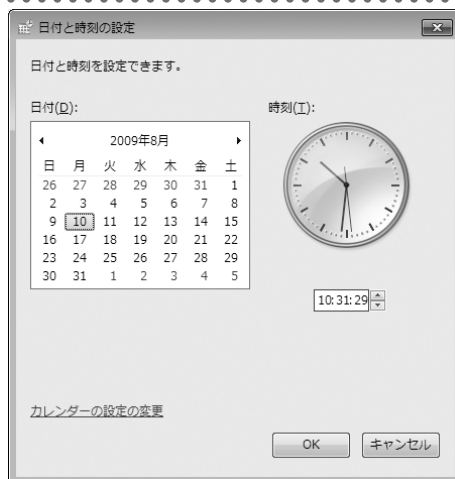 日付と時刻の設定
日付と時刻を設定できます。
日付(D):
時刻(T):
2009年8月
日 月 火 水 木 金 土
26 27 28 29 30 31 1
2 3 4 5 6 7 8
9 10 11 12 13 14 15
16 17 18 19 20 21 22
23 24 25 26 27 28 29
30 31 1 2 3 4 5
10:31:29
カレンダーの設定の変更
OK キャンセル